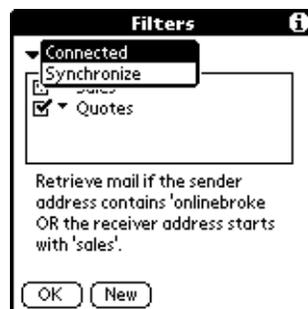 Filters
Connected
Synchronize
Quotes
Retrieve mail if the sender
address contains 'onlinebroke
OR the receiver address starts
with 'sales'.
OK New